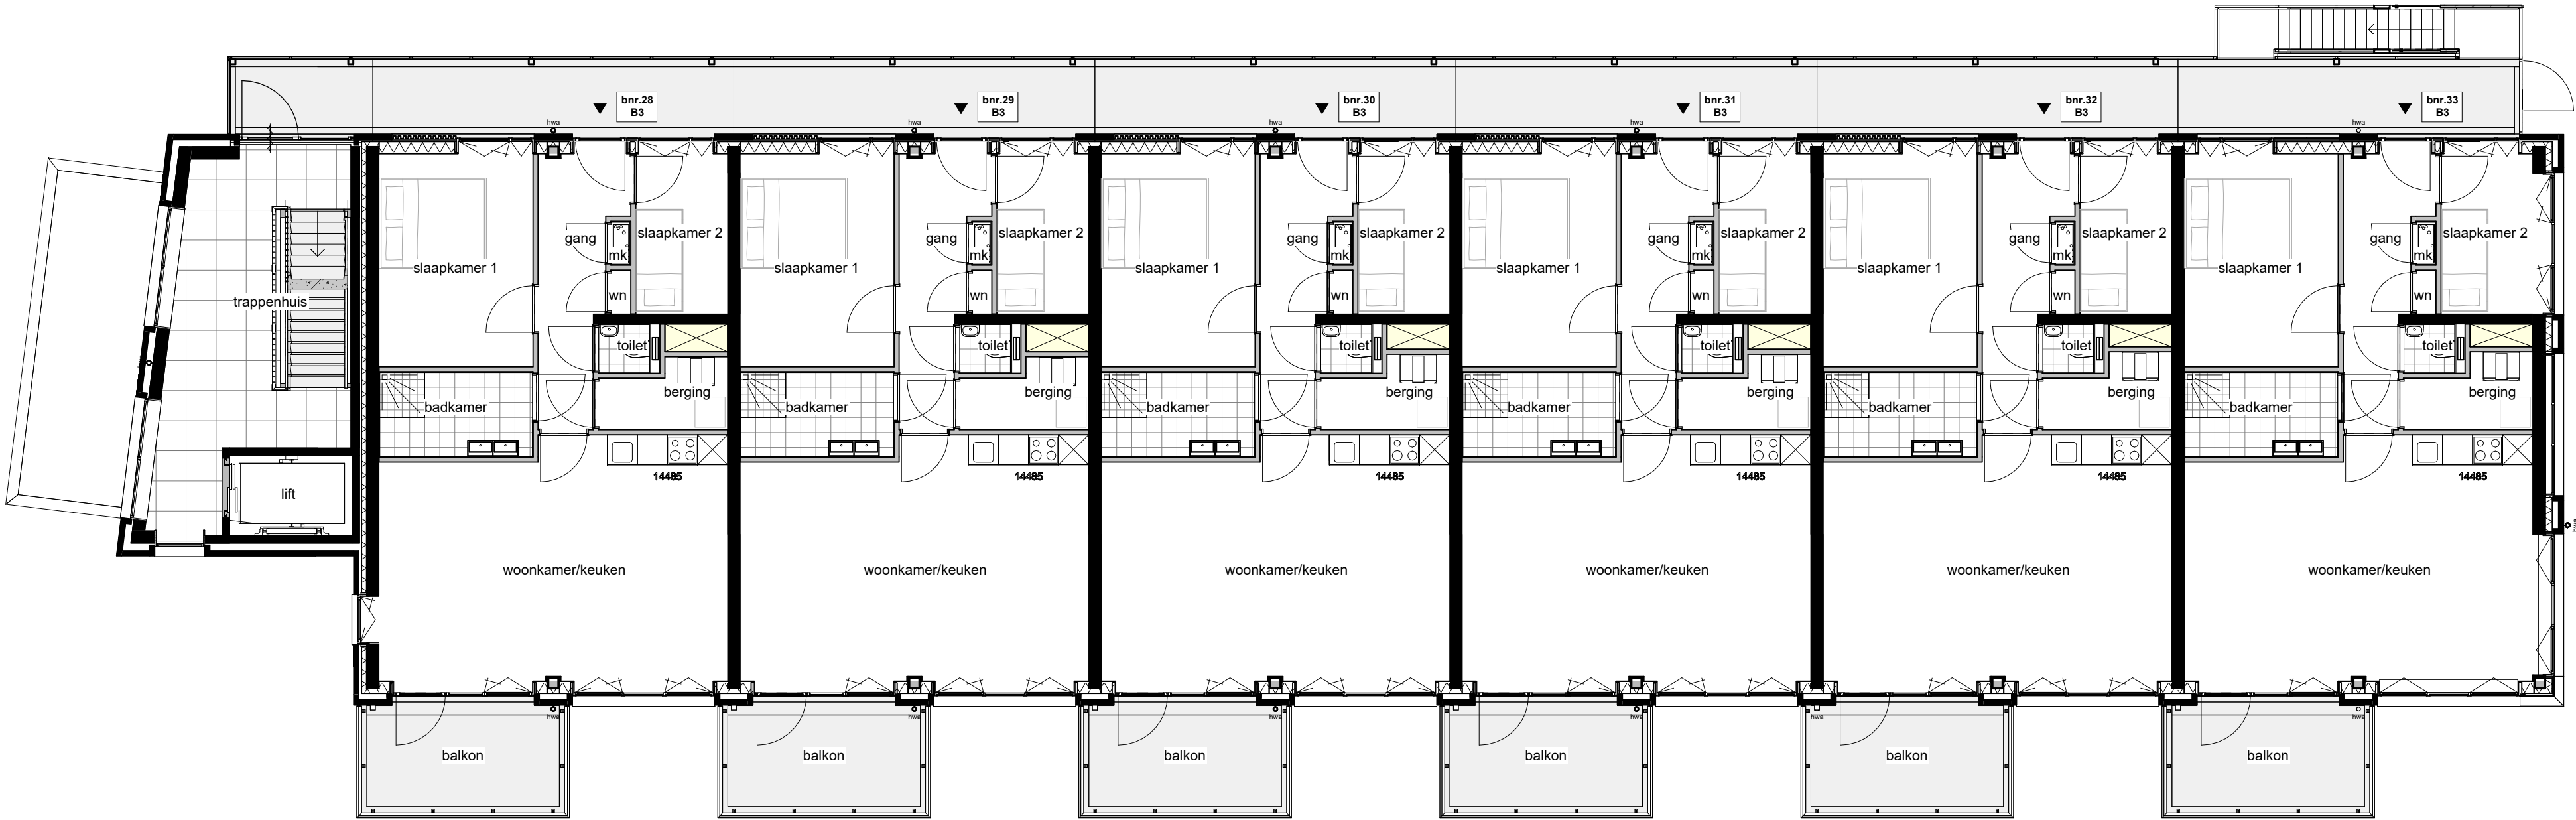 bnr.28
B3
bnr.29
B3
bnr.30
B3
bnr.31
B3
bnr.32
B3
bnr.33
B3
hwa
hwa
hwa
hwa
hwa
gang
slaapkamer 2
gang
slaapkamer 2
gang
slaapkamer 2
gang
slaapkamer 2
gang
slaapkamer 2
gang
slaapkamer 2
mk
mk
mk
mk
mk
mk
slaapkamer 1
slaapkamer 1
slaapkamer 1
slaapkamer 1
slaapkamer 1
slaapkamer 1
wn
wn
wn
wn
wn
wn
trappenhuis
toilet
toilet
toilet
toilet
toilet
toilet
berging
berging
berging
berging
berging
berging
badkamer
badkamer
badkamer
badkamer
badkamer
badkamer
14485
14485
14485
14485
14485
14485
lift
hwa
woonkamer/keuken
woonkamer/keuken
woonkamer/keuken
woonkamer/keuken
woonkamer/keuken
woonkamer/keuken
hwa
hwa
hwa
hwa
hwa
hwa
balkon
balkon
balkon
balkon
balkon
balkon